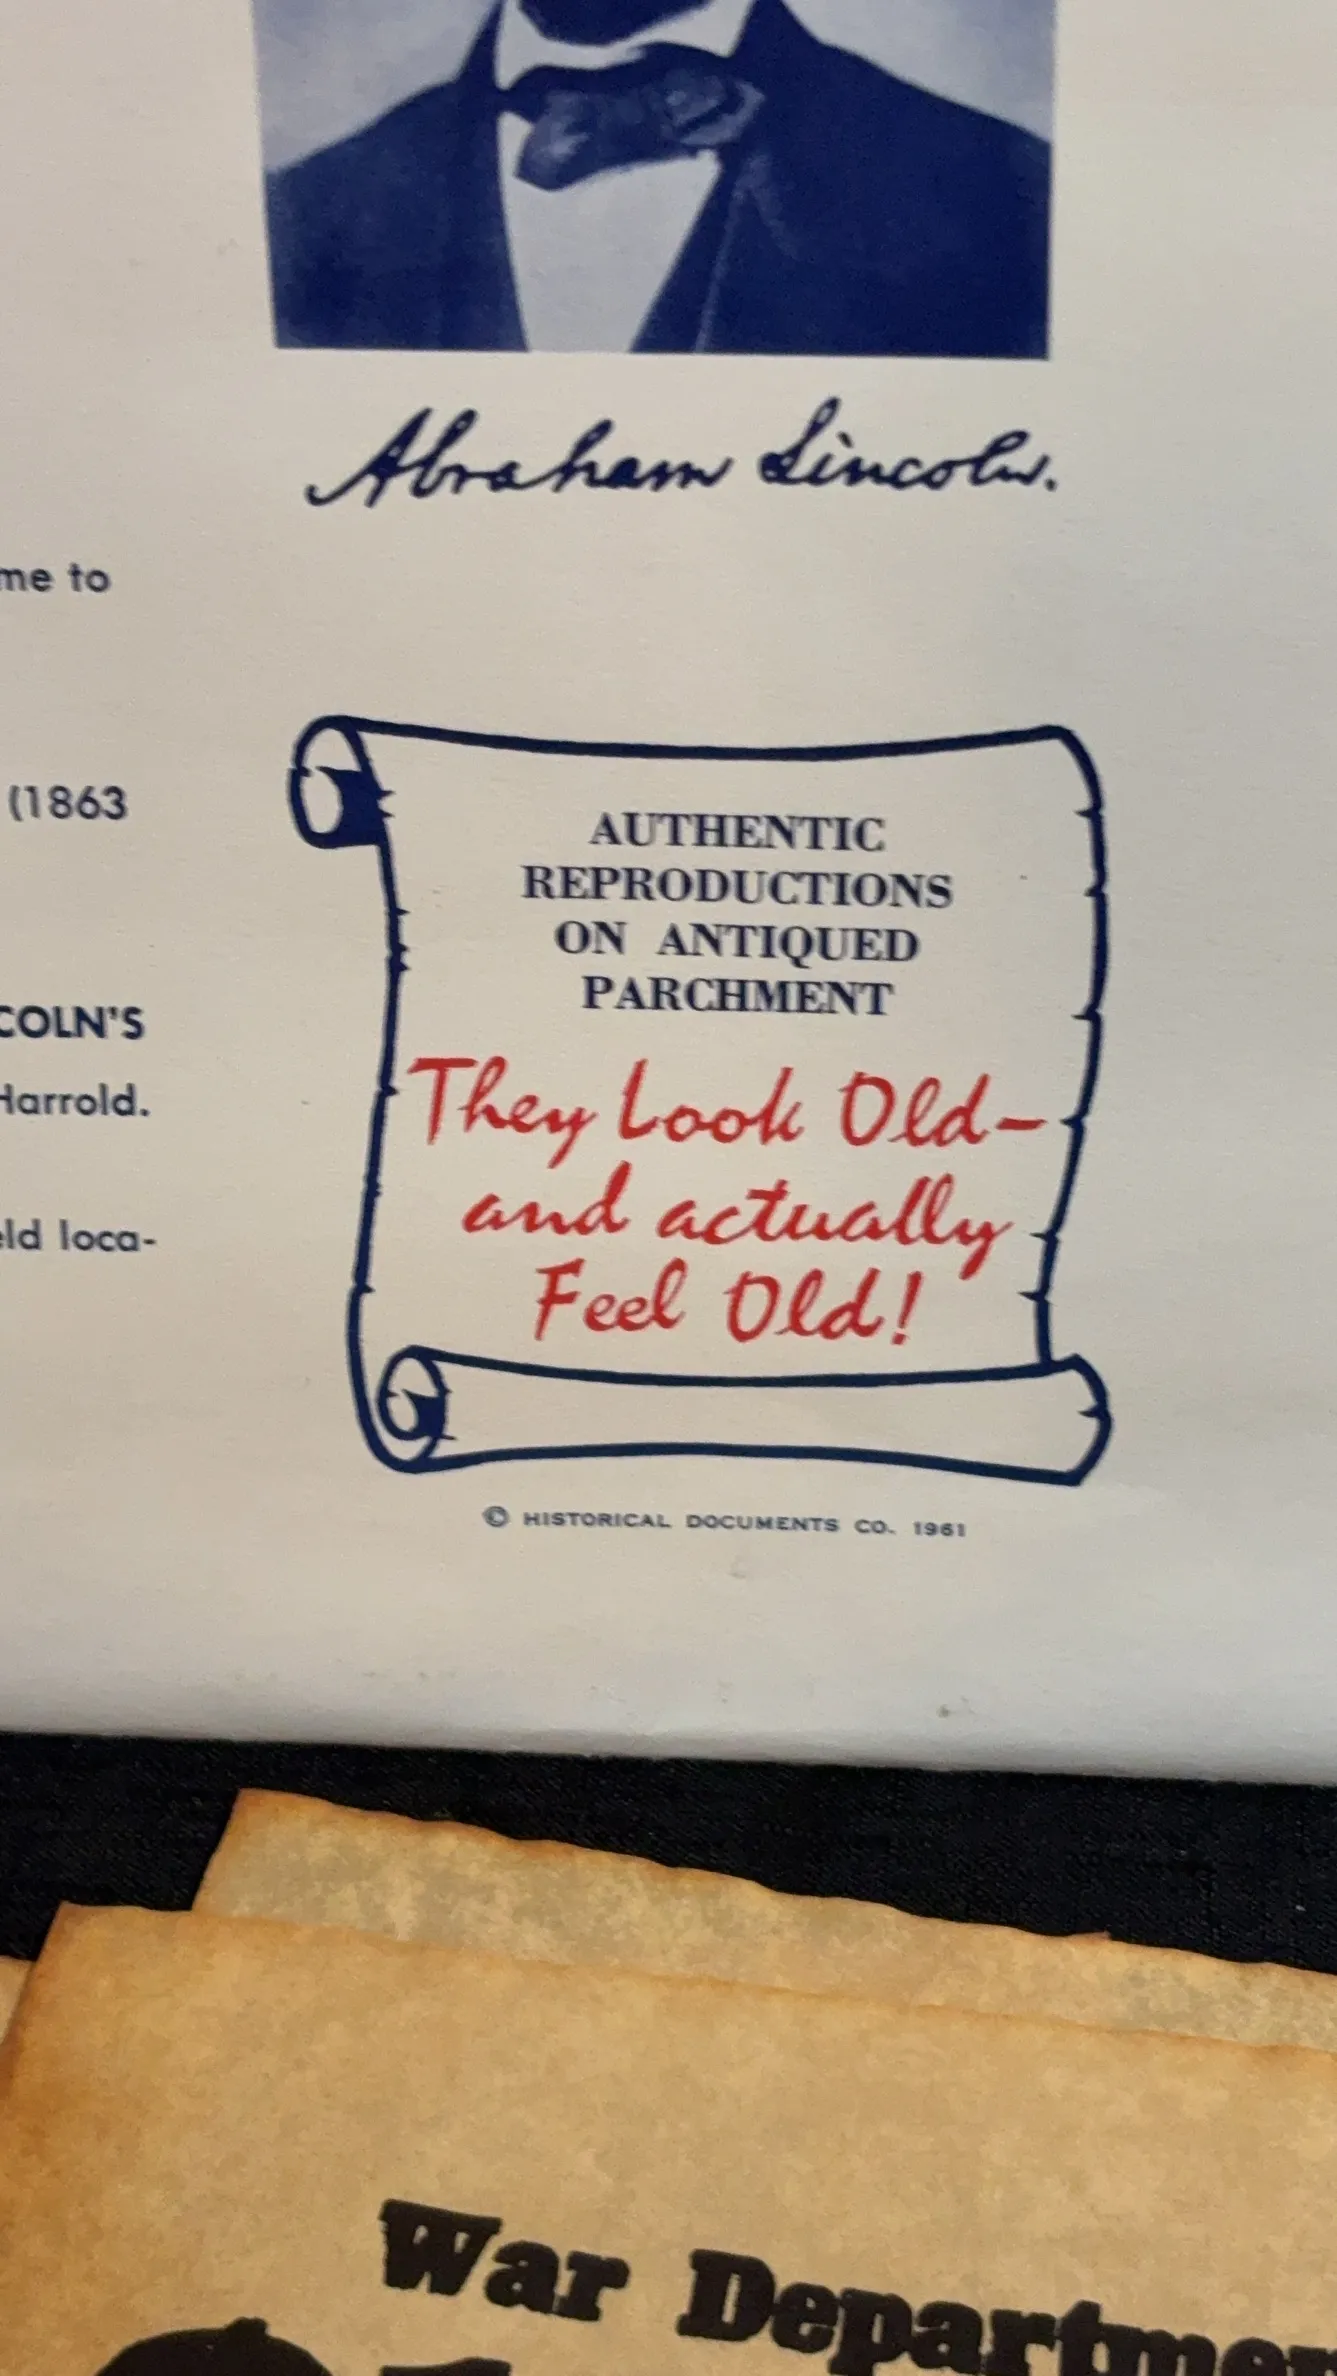 Abraham Lincoln.
me to
(1863
AUTHENTIC
REPRODUCTIONS
ON ANTIQUED
PARCHMENT
COLN'S
Harrold.
They Look Old-
and actually
Feel Old!
eld loca-
© HISTORICAL DOCUMENTS CO. 1961
War Departmen